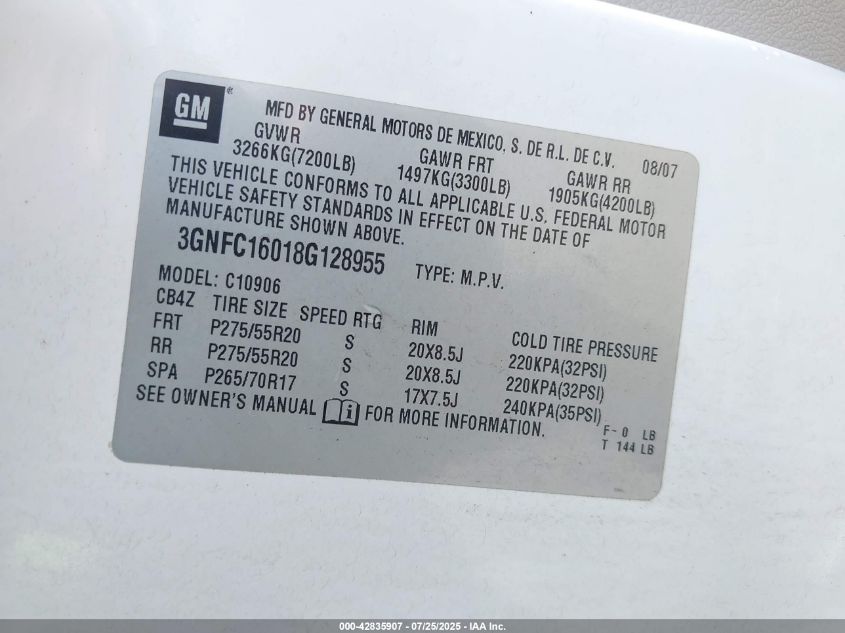 GM ®
MFD BY GENERAL MOTORS DE MEXICO, S. DE R.L. DE C.V. 08/07
GVWR GAWR FRT GAWR RR
3266KG(7200LB) 1497KG(3300LB) 1905KG(4200LB)
THIS VEHICLE CONFORMS TO ALL APPLICABLE U.S. FEDERAL MOTOR
VEHICLE SAFETY STANDARDS IN EFFECT ON THE DATE OF
MANUFACTURE SHOWN ABOVE.
3GNFC16018G128955 TYPE: M.P.V.
MODEL: C10906
CB4Z TIRE SIZE SPEED RTG RIM COLD TIRE PRESSURE
FRT P275/55R20 S 20X8.5J 220KPA(32PSI)
RR P275/55R20 S 20X8.5J 220KPA(32PSI)
SPA P265/70R17 S 17X7.5J 240KPA(35PSI)
SEE OWNER'S MANUAL i FOR MORE INFORMATION.
F- 0 LB
T 144 LB
000-42835907 - 07/25/2025 - IAA Inc.